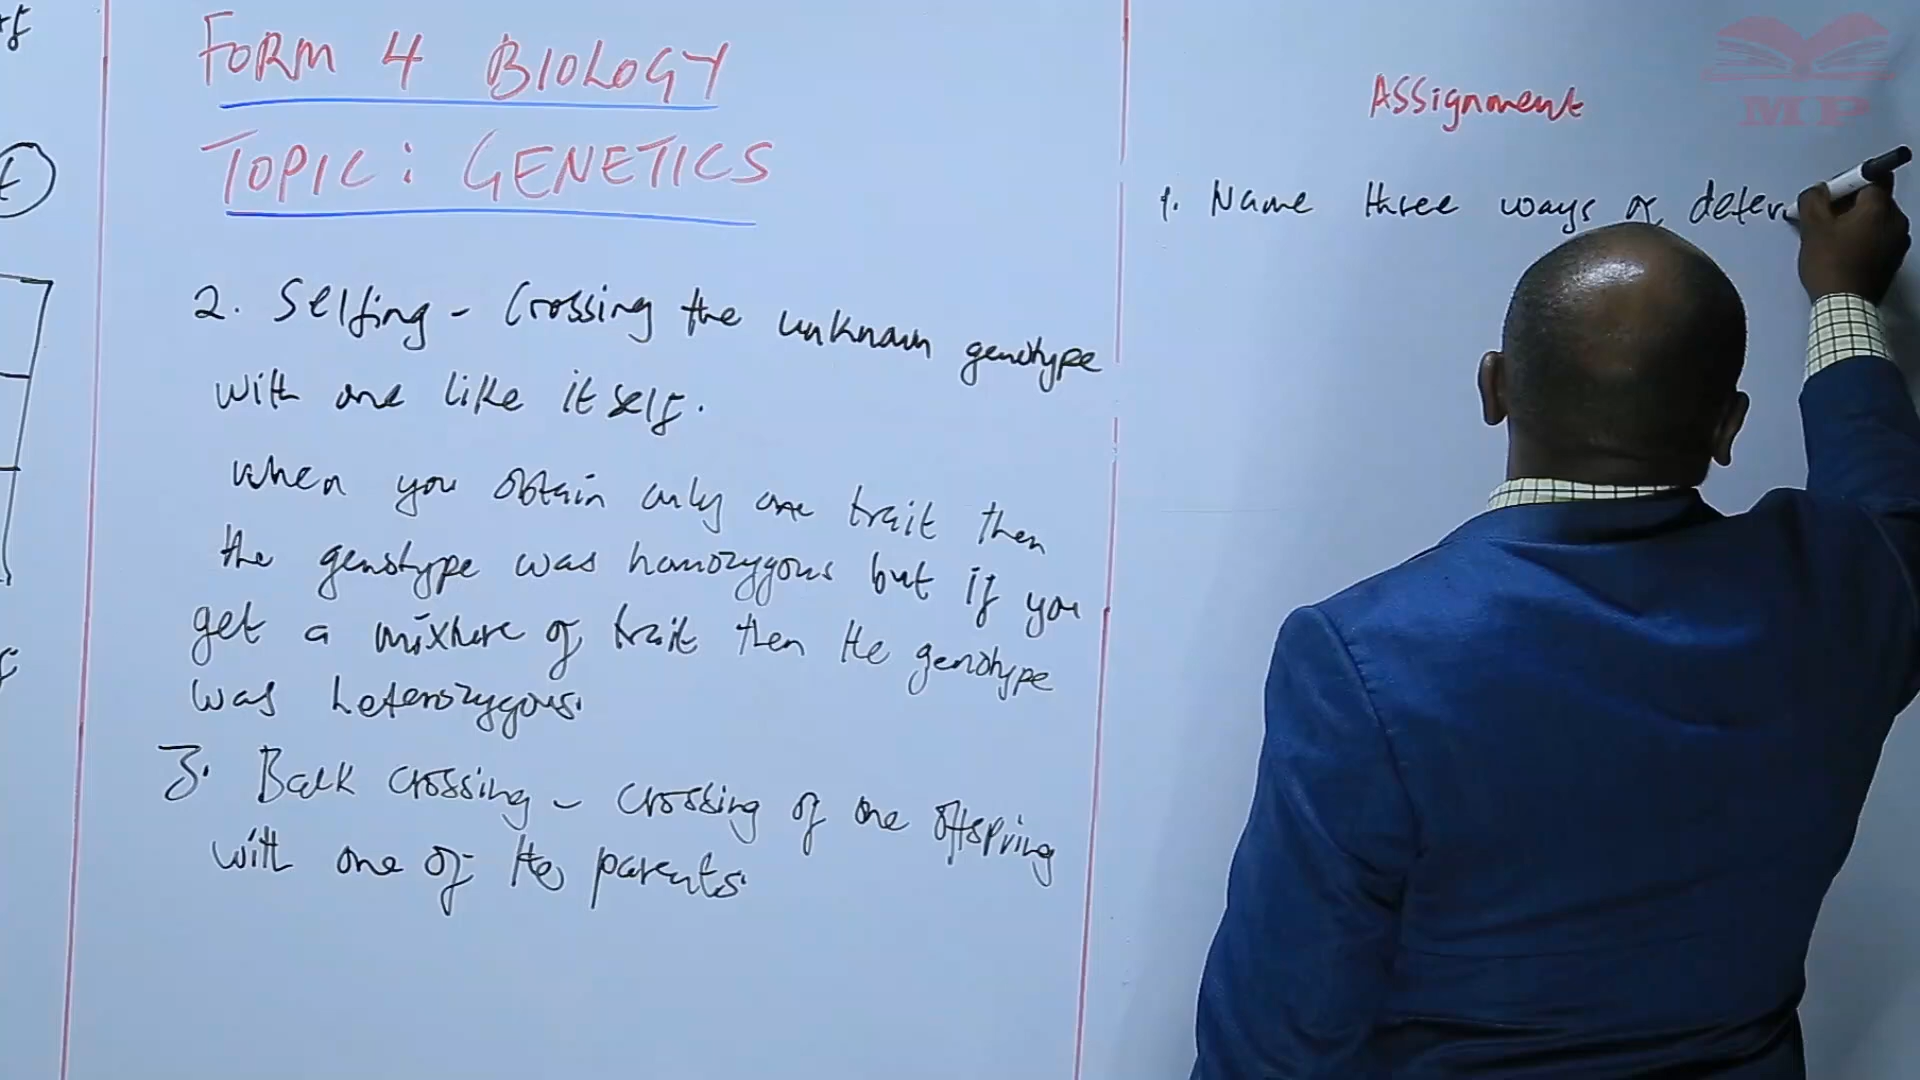 FORM 4 BIOLOGY
TOPIC: GENETICS
2. Selfing - Crossing the unknown genotype
with one like itself.
when you obtain only one trait then
the genotype was homozygous but if you
get a mixture of trait then the genotype
was heterozygous.
3. Back crossing - crossing of one offspring
with one of the parents.
Assignment
1. Name three ways of deter
MP